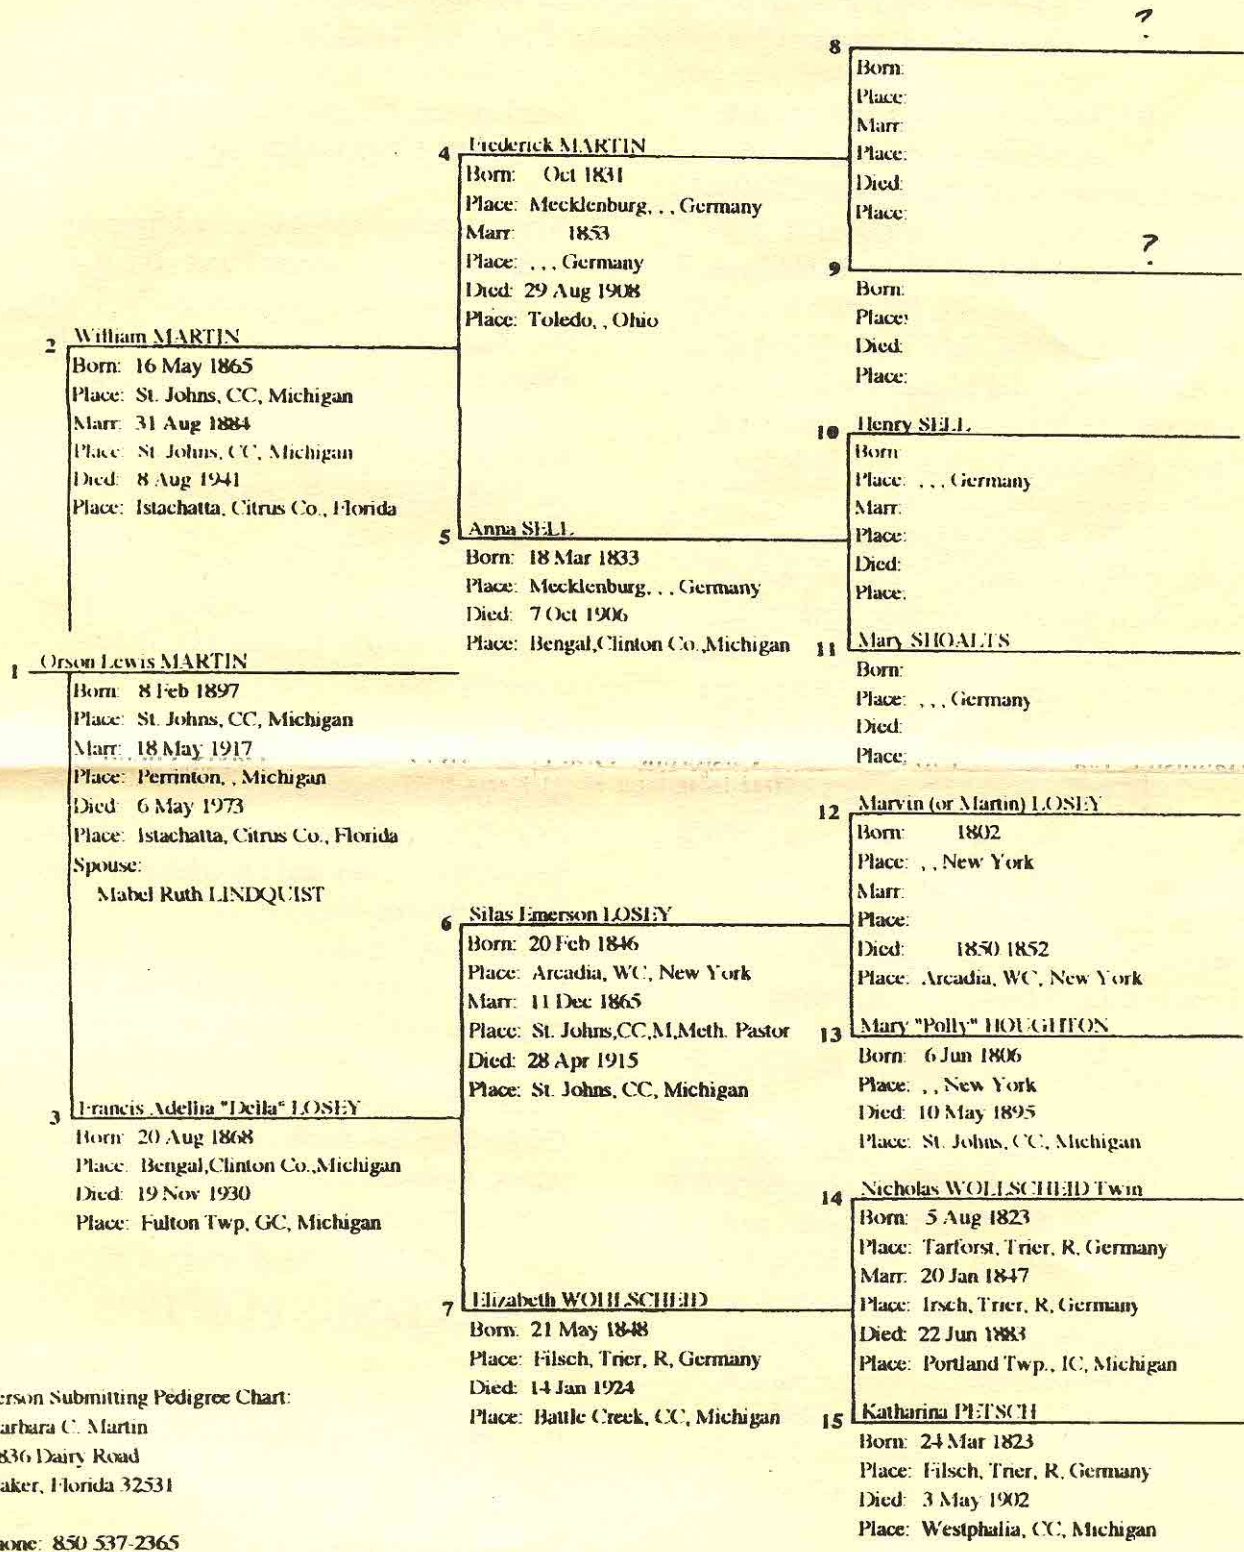 1 Orson Lewis MARTIN
Born: 8 Feb 1897
Place: St. Johns, CC, Michigan
Marr: 18 May 1917
Place: Perrinton, , Michigan
Died: 6 May 1973
Place: Istachatta, Citrus Co., Florida
Spouse:
Mabel Ruth LINDQUIST
2 William MARTIN
Born: 16 May 1865
Place: St. Johns, CC, Michigan
Marr: 31 Aug 1884
Place: St. Johns, CC, Michigan
Died: 8 Aug 1941
Place: Istachatta, Citrus Co., Florida
3 Francis Adellia "Della" LOSEY
Born: 20 Aug 1868
Place: Bengal,Clinton Co.,Michigan
Died: 19 Nov 1930
Place: Fulton Twp, GC, Michigan
4 Frederick MARTIN
Born: Oct 1831
Place: Mecklenburg, , , Germany
Marr: 1853
Place: , , , Germany
Died: 29 Aug 1908
Place: Toledo, , Ohio
5 Anna SELL
Born: 18 Mar 1833
Place: Mecklenburg, , , Germany
Died: 7 Oct 1906
Place: Bengal,Clinton Co.,Michigan
6 Silas Emerson LOSEY
Born: 20 Feb 1846
Place: Arcadia, WC, New York
Marr: 11 Dec 1865
Place: St. Johns,CC,M,Meth. Pastor
Died: 28 Apr 1915
Place: St. Johns, CC, Michigan
7 Elizabeth WOHLSCHEID
Born: 21 May 1848
Place: Filsch, Trier, R, Germany
Died: 14 Jan 1924
Place: Battle Creek, CC, Michigan
8 ?
Born:
Place:
Marr:
Place:
Died:
Place:
9 ?
Born:
Place:
Died:
Place:
10 Henry SELL
Born:
Place: , , , Germany
Marr:
Place:
Died:
Place:
11 Mary SHOALTS
Born:
Place: , , , Germany
Died:
Place:
12 Marvin (or Martin) LOSEY
Born: 1802
Place: , , New York
Marr:
Place:
Died: 1850 1852
Place: Arcadia, WC, New York
13 Mary "Polly" HOUGHTON
Born: 6 Jun 1806
Place: , , New York
Died: 10 May 1895
Place: St. Johns, CC, Michigan
14 Nicholas WOLLSCHEID Twin
Born: 5 Aug 1823
Place: Tarforst, Trier, R, Germany
Marr: 20 Jan 1847
Place: Irsch, Trier, R, Germany
Died: 22 Jun 1883
Place: Portland Twp., IC, Michigan
15 Katharina PETSCH
Born: 24 Mar 1823
Place: Filsch, Trier, R, Germany
Died: 3 May 1902
Place: Westphalia, CC, Michigan
erson Submitting Pedigree Chart:
arbara C. Martin
836 Dairy Road
aker, Florida 32531
hone: 850 537-2365